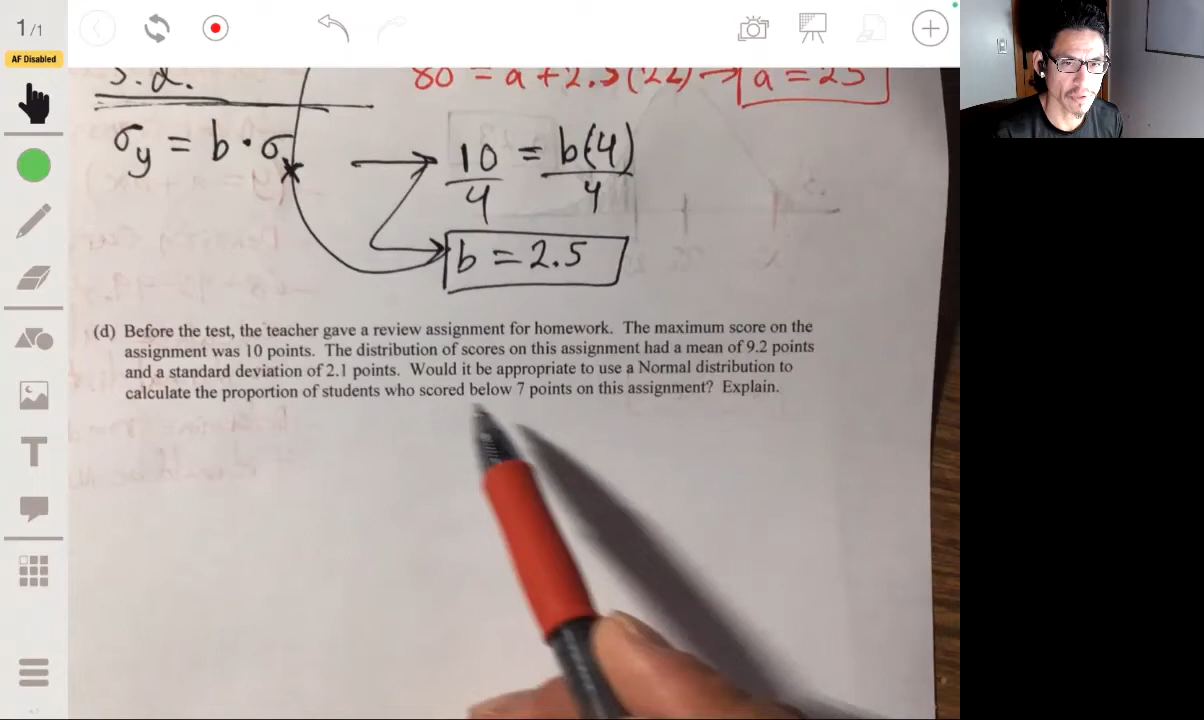 1/1
AF Disabled
s.d.
80 = a + 2.5(22) → a = 25
σy = b · σx
10 = b(4)
4 4
b = 2.5
(d) Before the test, the teacher gave a review assignment for homework. The maximum score on the
assignment was 10 points. The distribution of scores on this assignment had a mean of 9.2 points
and a standard deviation of 2.1 points. Would it be appropriate to use a Normal distribution to
calculate the proportion of students who scored below 7 points on this assignment? Explain.
T